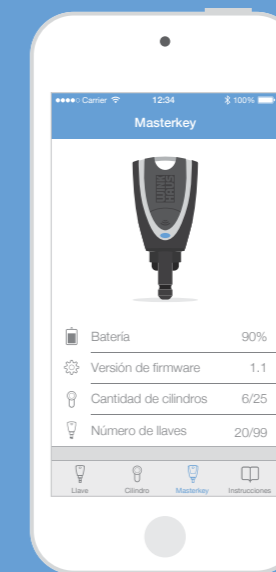 Carrier 12:34 100%
Masterkey
Batería 90%
Versión de firmware 1.1
Cantidad de cilindros 6/25
Número de llaves 20/99
Llave Cilindro Masterkey Instrucciones